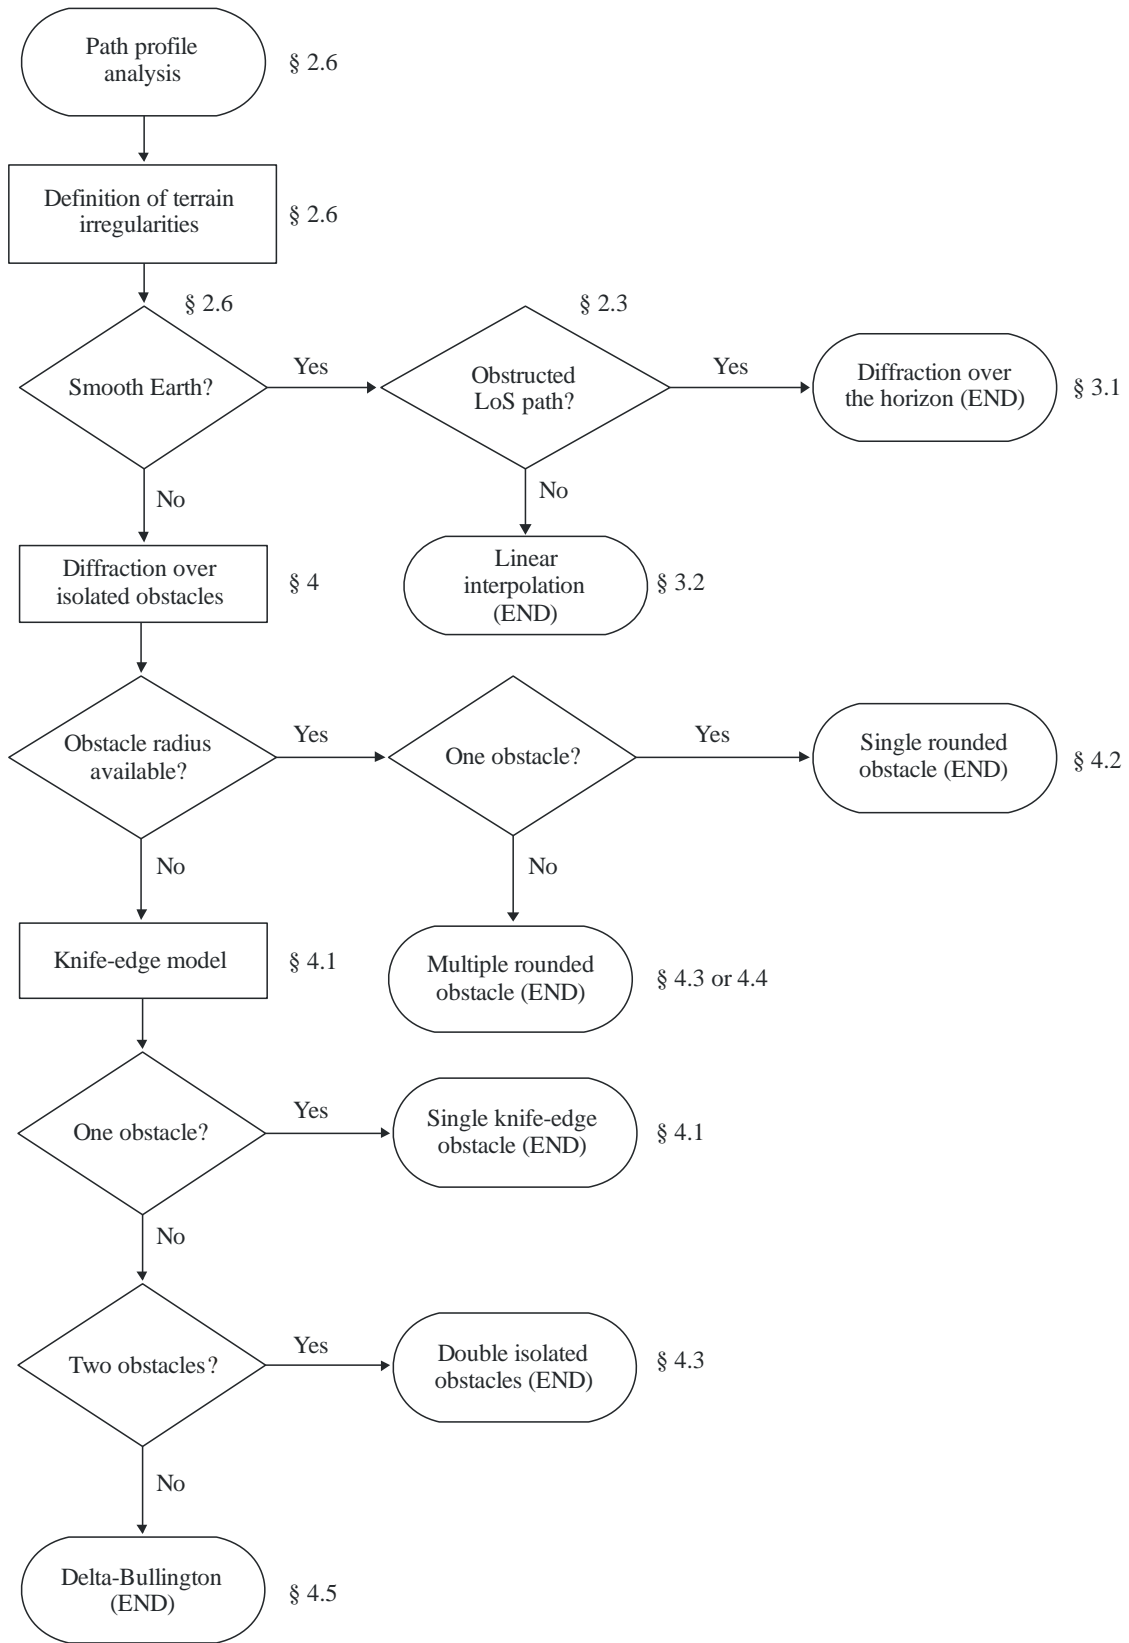 Path profile
analysis
§ 2.6
Definition of terrain
irregularities
§ 2.6
§ 2.6
Smooth Earth?
Yes
§ 2.3
Obstructed
LoS path?
Yes
Diffraction over
the horizon (END)
§ 3.1
No
No
Linear
interpolation
(END)
§ 3.2
Diffraction over
isolated obstacles
§ 4
Obstacle radius
available?
Yes
One obstacle?
Yes
Single rounded
obstacle (END)
§ 4.2
No
No
Multiple rounded
obstacle (END)
§ 4.3 or 4.4
Knife-edge model
§ 4.1
One obstacle?
Yes
Single knife-edge
obstacle (END)
§ 4.1
No
Two obstacles?
Yes
Double isolated
obstacles (END)
§ 4.3
No
Delta-Bullington
(END)
§ 4.5